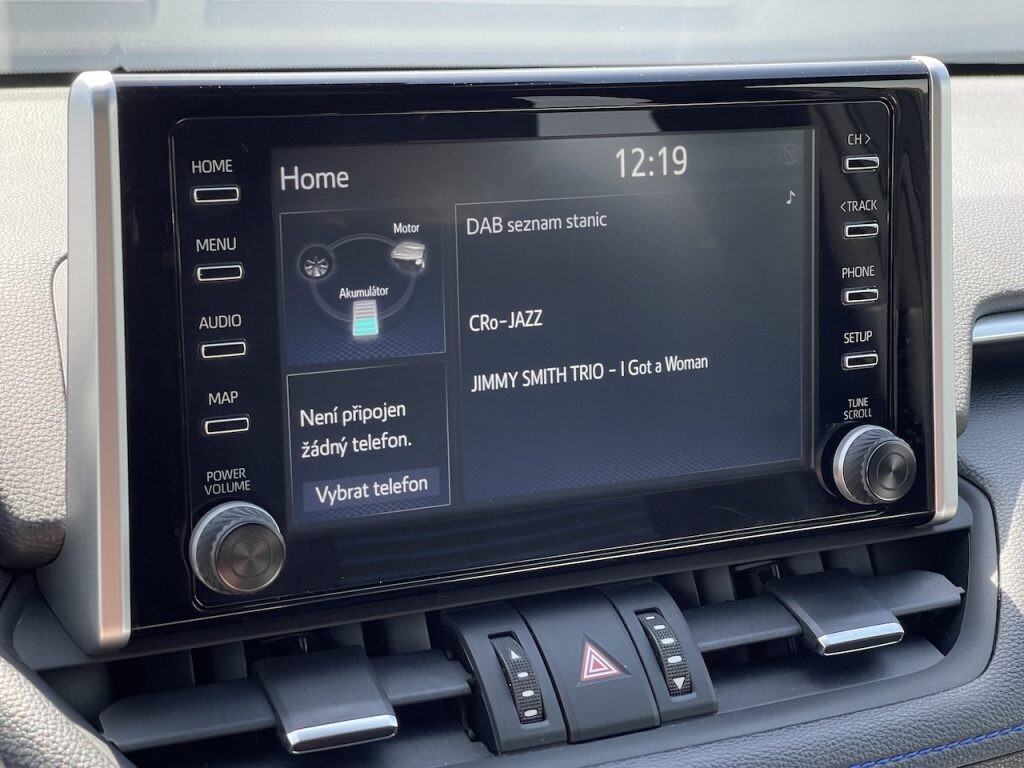 HOME
MENU
AUDIO
MAP
POWER
VOLUME
Home
12:19
Motor
Akumulátor
Není připojen
žádný telefon.
Vybrat telefon
DAB seznam stanic
CRo-JAZZ
JIMMY SMITH TRIO - I Got a Woman
CH >
< TRACK
PHONE
SETUP
TUNE
SCROLL